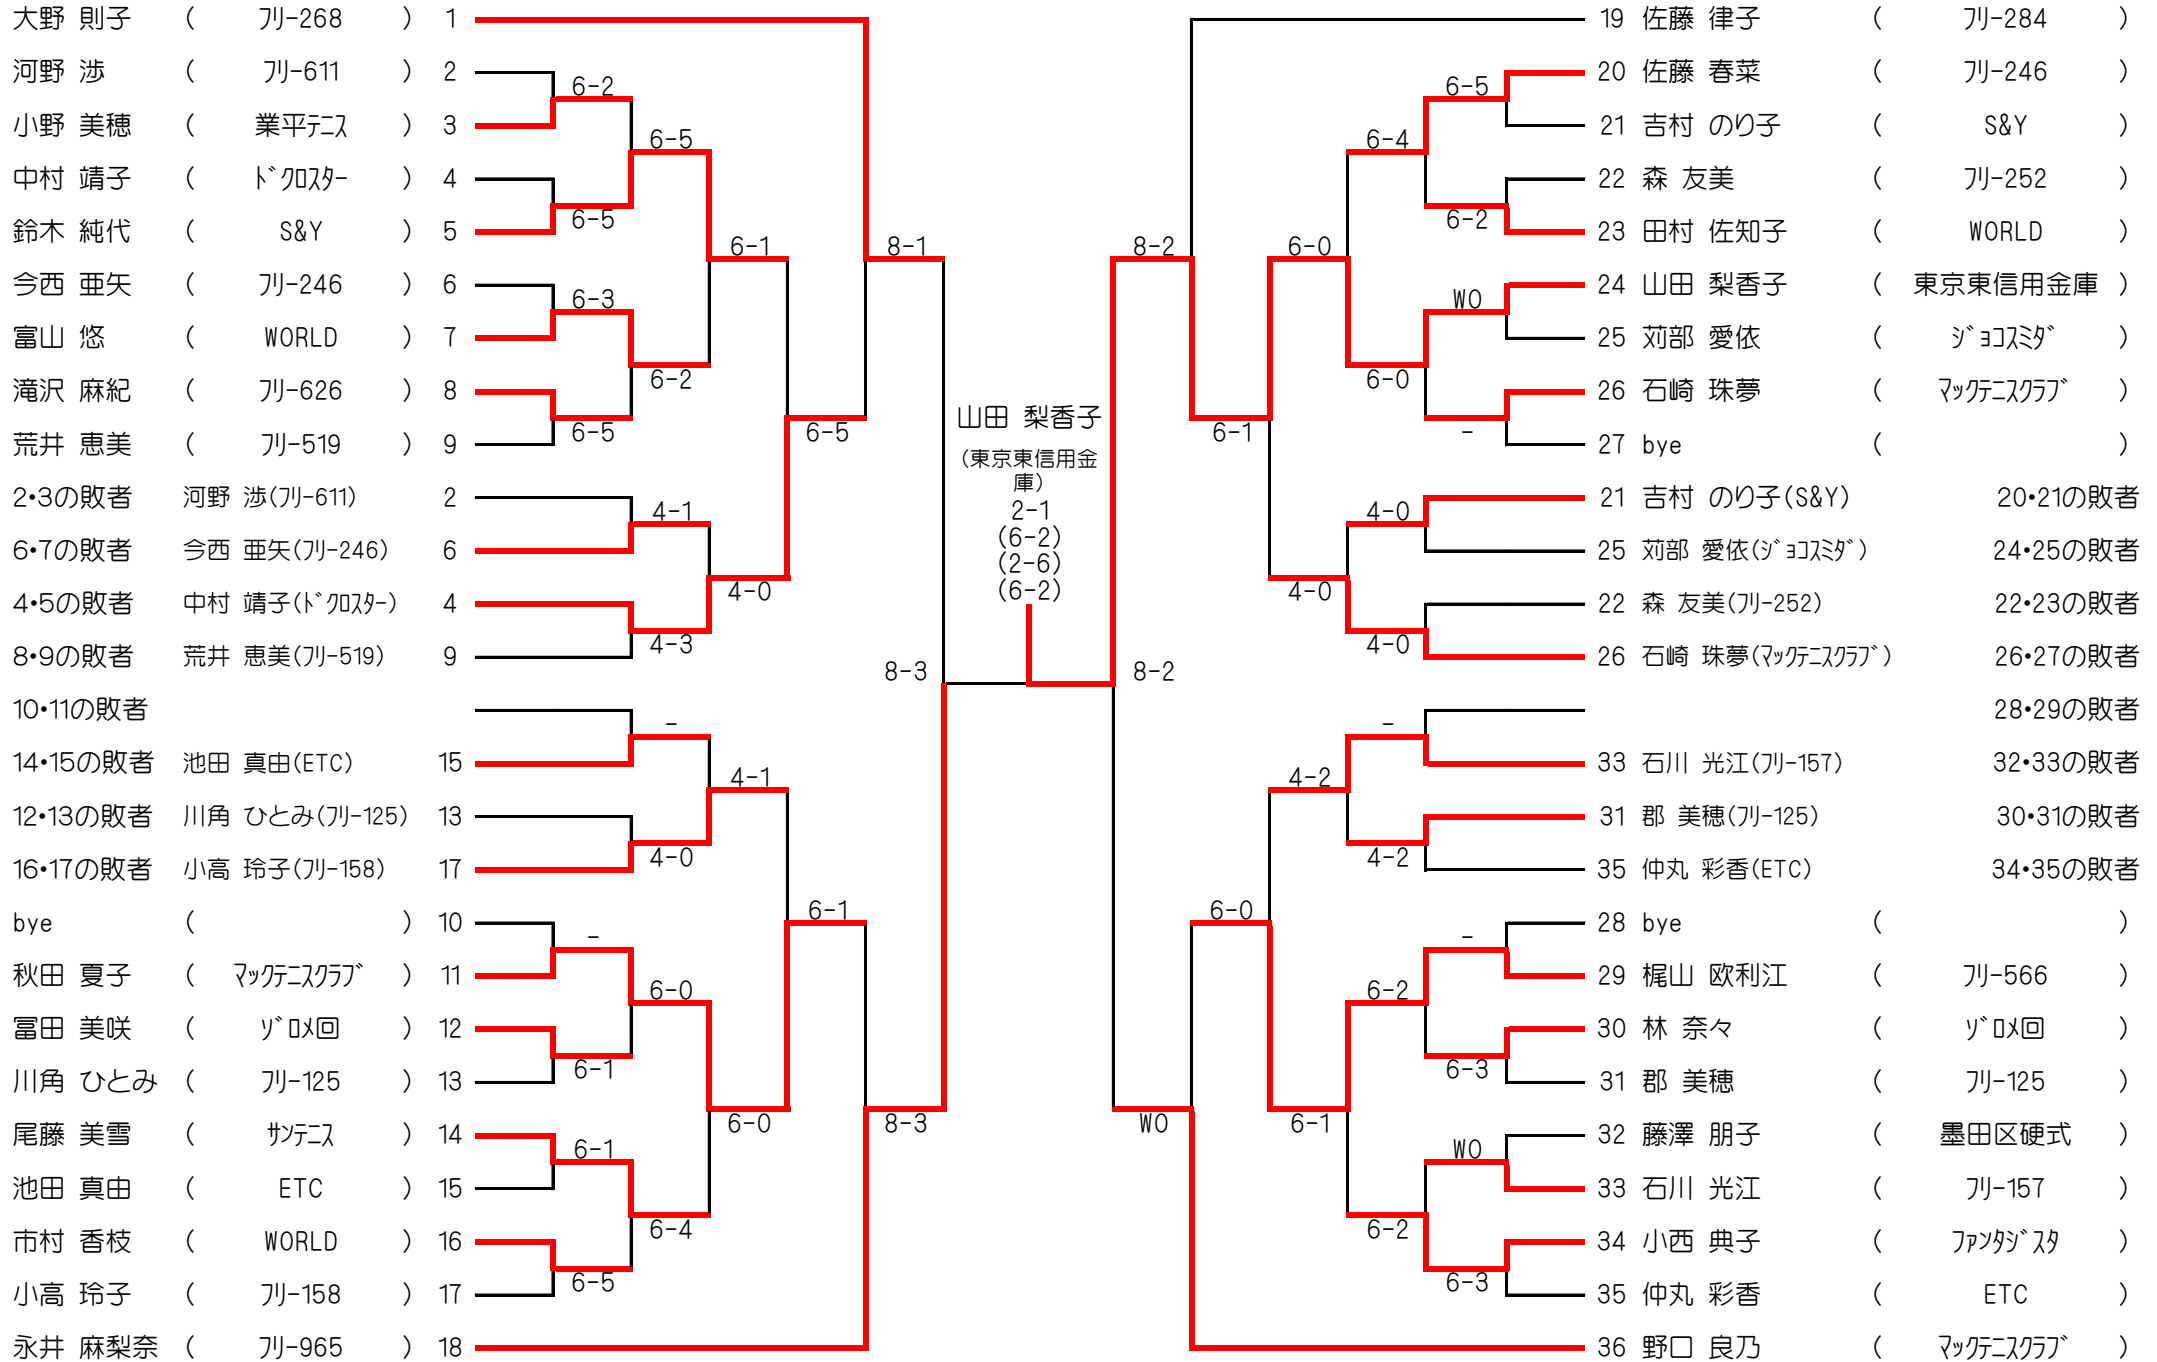 大野 則子 ( ﾌﾘｰ268 ) 1
河野 渉 ( ﾌﾘｰ611 ) 2
6-2
小野 美穂 ( 業平ﾃﾆｽ ) 3
6-5
中村 靖子 ( ﾄﾞｸﾛｽﾀｰ ) 4
6-5
鈴木 純代 ( S&Y ) 5
6-1
8-1
今西 亜矢 ( ﾌﾘｰ246 ) 6
6-3
富山 悠 ( WORLD ) 7
6-2
滝沢 麻紀 ( ﾌﾘｰ626 ) 8
6-5
6-5
荒井 恵美 ( ﾌﾘｰ519 ) 9
2・3の敗者 河野 渉(ﾌﾘｰ611) 2
4-1
6・7の敗者 今西 亜矢(ﾌﾘｰ246) 6
4-0
4・5の敗者 中村 靖子(ﾄﾞｸﾛｽﾀｰ) 4
4-3
8・9の敗者 荒井 恵美(ﾌﾘｰ519) 9
8-3
10・11の敗者
-
14・15の敗者 池田 真由(ETC) 15
4-1
12・13の敗者 川角 ひとみ(ﾌﾘｰ125) 13
4-0
16・17の敗者 小高 玲子(ﾌﾘｰ158) 17
6-1
bye ( ) 10
-
秋田 夏子 ( ﾏｯｸﾃﾆｽｸﾗﾌﾞ ) 11
6-0
冨田 美咲 ( ｿﾞﾛﾒ回 ) 12
6-1
川角 ひとみ ( ﾌﾘｰ125 ) 13
6-0
8-3
尾藤 美雪 ( ｻﾝﾃﾆｽ ) 14
6-1
池田 真由 ( ETC ) 15
6-4
市村 香枝 ( WORLD ) 16
6-5
小高 玲子 ( ﾌﾘｰ158 ) 17
永井 麻梨奈 ( ﾌﾘｰ965 ) 18
山田 梨香子
(東京東信用金
庫)
2-1
(6-2)
(2-6)
(6-2)
19 佐藤 律子 ( ﾌﾘｰ284 )
20 佐藤 春菜 ( ﾌﾘｰ246 )
6-5
21 吉村 のり子 ( S&Y )
6-4
22 森 友美 ( ﾌﾘｰ252 )
6-2
23 田村 佐知子 ( WORLD )
8-2
6-0
24 山田 梨香子 ( 東京東信用金庫 )
WO
25 苅部 愛依 ( ｼﾞｮｺｽﾐﾀﾞ )
6-0
26 石崎 珠夢 ( ﾏｯｸﾃﾆｽｸﾗﾌﾞ )
6-1
-
27 bye ( )
21 吉村 のり子(S&Y) 20・21の敗者
4-0
25 苅部 愛依(ｼﾞｮｺｽﾐﾀﾞ) 24・25の敗者
4-0
22 森 友美(ﾌﾘｰ252) 22・23の敗者
4-0
26 石崎 珠夢(ﾏｯｸﾃﾆｽｸﾗﾌﾞ) 26・27の敗者
8-2
28・29の敗者
-
33 石川 光江(ﾌﾘｰ157) 32・33の敗者
4-2
31 郡 美穂(ﾌﾘｰ125) 30・31の敗者
4-2
35 仲丸 彩香(ETC) 34・35の敗者
6-0
28 bye ( )
-
29 梶山 欧利江 ( ﾌﾘｰ566 )
6-2
30 林 奈々 ( ｿﾞﾛﾒ回 )
6-3
31 郡 美穂 ( ﾌﾘｰ125 )
WO
6-1
32 藤澤 朋子 ( 墨田区硬式 )
WO
33 石川 光江 ( ﾌﾘｰ157 )
6-2
34 小西 典子 ( ﾌｧﾝﾀｼﾞｽﾀ )
6-3
35 仲丸 彩香 ( ETC )
36 野口 良乃 ( ﾏｯｸﾃﾆｽｸﾗﾌﾞ )